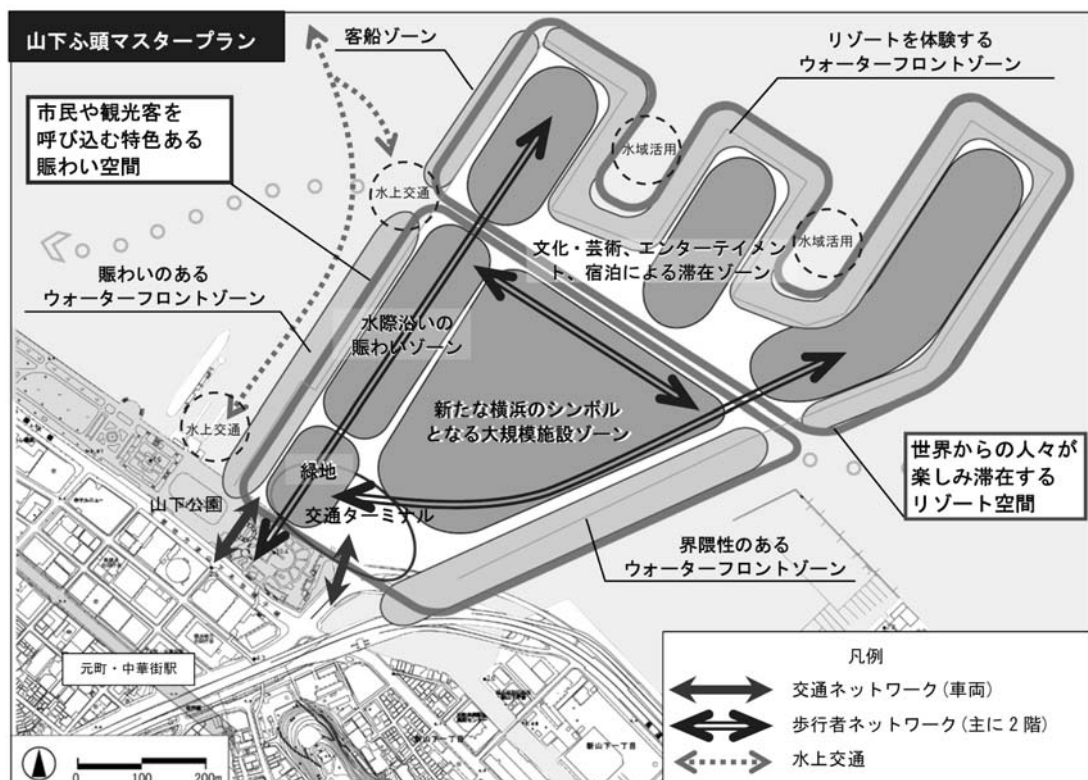 山下ふ頭マスタープラン
客船ゾーン
リゾートを体験する
ウォーターフロントゾーン
市民や観光客を
呼び込む特色ある
賑わい空間
水域活用
水上交通
水域活用
文化・芸術、エンターテイメン
ト、宿泊による滞在ゾーン
賑わいのある
ウォーターフロントゾーン
水際沿いの
賑わいゾーン
新たな横浜のシンボル
となる大規模施設ゾーン
水上交通
世界からの人々が
楽しみ滞在する
リゾート空間
緑地
山下公園
交通ターミナル
界隈性のある
ウォーターフロントゾーン
元町・中華街駅
新山下一丁目
新山下一丁目
凡例
交通ネットワーク(車両)
歩行者ネットワーク(主に2階)
水上交通
0 100 200m